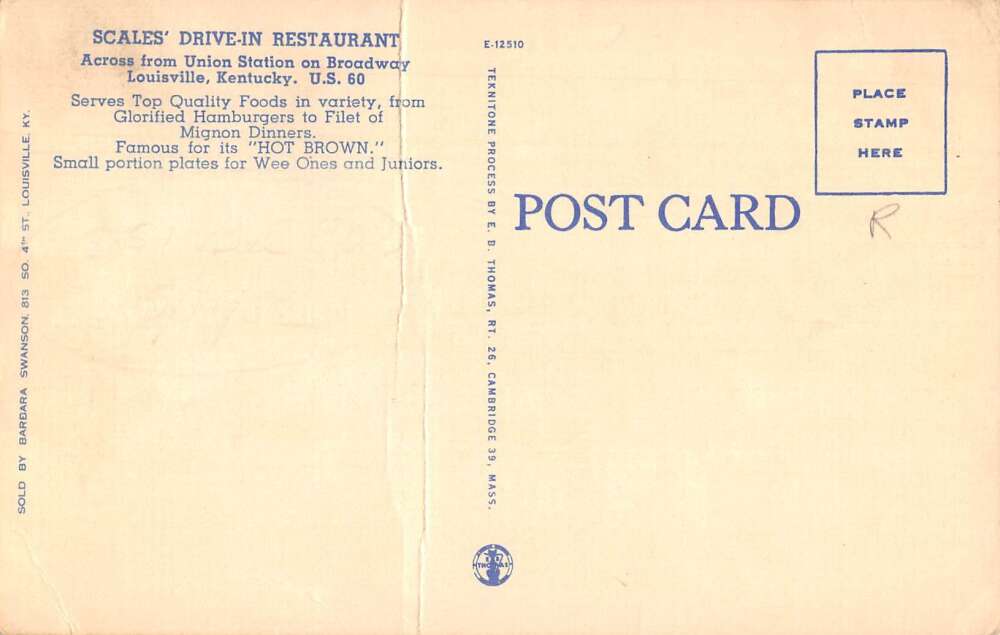 SCALES' DRIVE-IN RESTAURANT
Across from Union Station on Broadway
Louisville, Kentucky. U.S. 60
Serves Top Quality Foods in variety, from
Glorified Hamburgers to Filet of
Mignon Dinners.
Famous for its "HOT BROWN."
Small portion plates for Wee Ones and Juniors.
SOLD BY BARBARA SWANSON, 813 SO. 4TH ST., LOUISVILLE, KY.
E-12510
TEKNITONE PROCESS BY E. B. THOMAS, RT. 26, CAMBRIDGE 39, MASS.
THOMAS
POST CARD
PLACE
STAMP
HERE
R